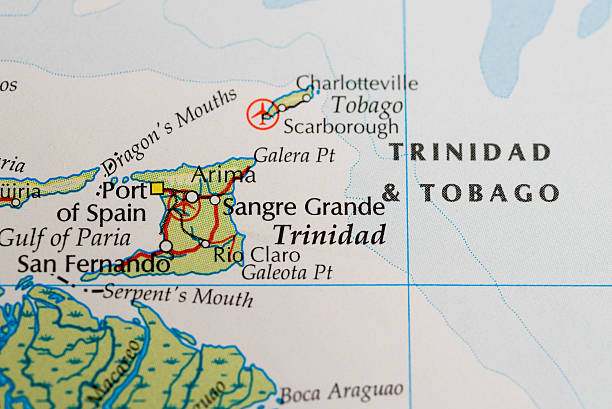 os
Charlotteville
Tobago
Scarborough
Dragon's Mouths
Galera Pt
TRINIDAD
& TOBAGO
ria
üiria
Arima
Port
of Spain
Sangre Grande
Gulf of Paria
Trinidad
Rio Claro
San Fernando
Galeota Pt
Serpent's Mouth
Macareo
Boca Araguao